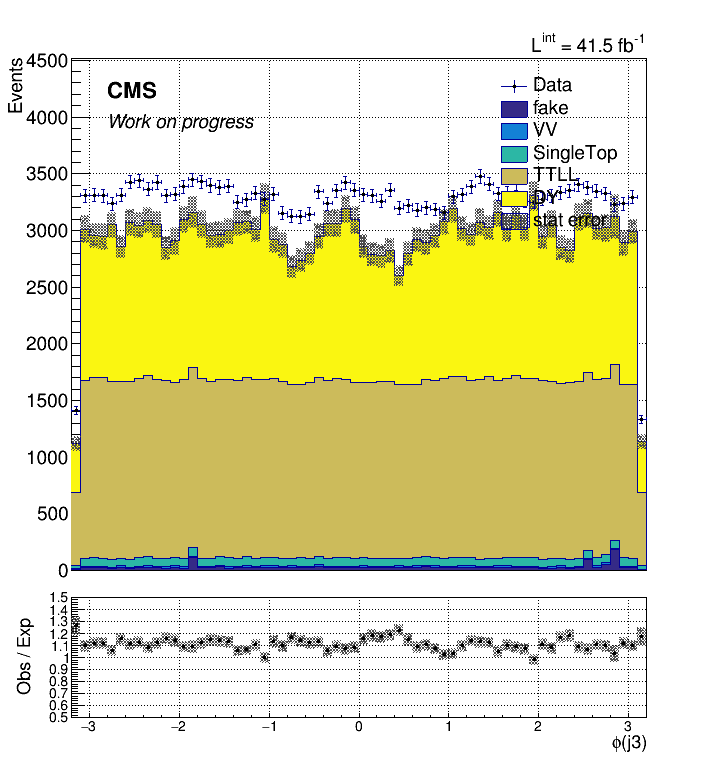 L int = 41.5 fb -1
Events
4500
4000
3500
3000
2500
2000
1500
1000
500
0
CMS
Work on progress
Data
fake
VV
SingleTop
TTLL
DY
stat error
Obs / Exp
1.5
1.4
1.3
1.2
1.1
1
0.9
0.8
0.7
0.6
0.5
−3 −2 −1 0 1 2 3
ϕ(j3)